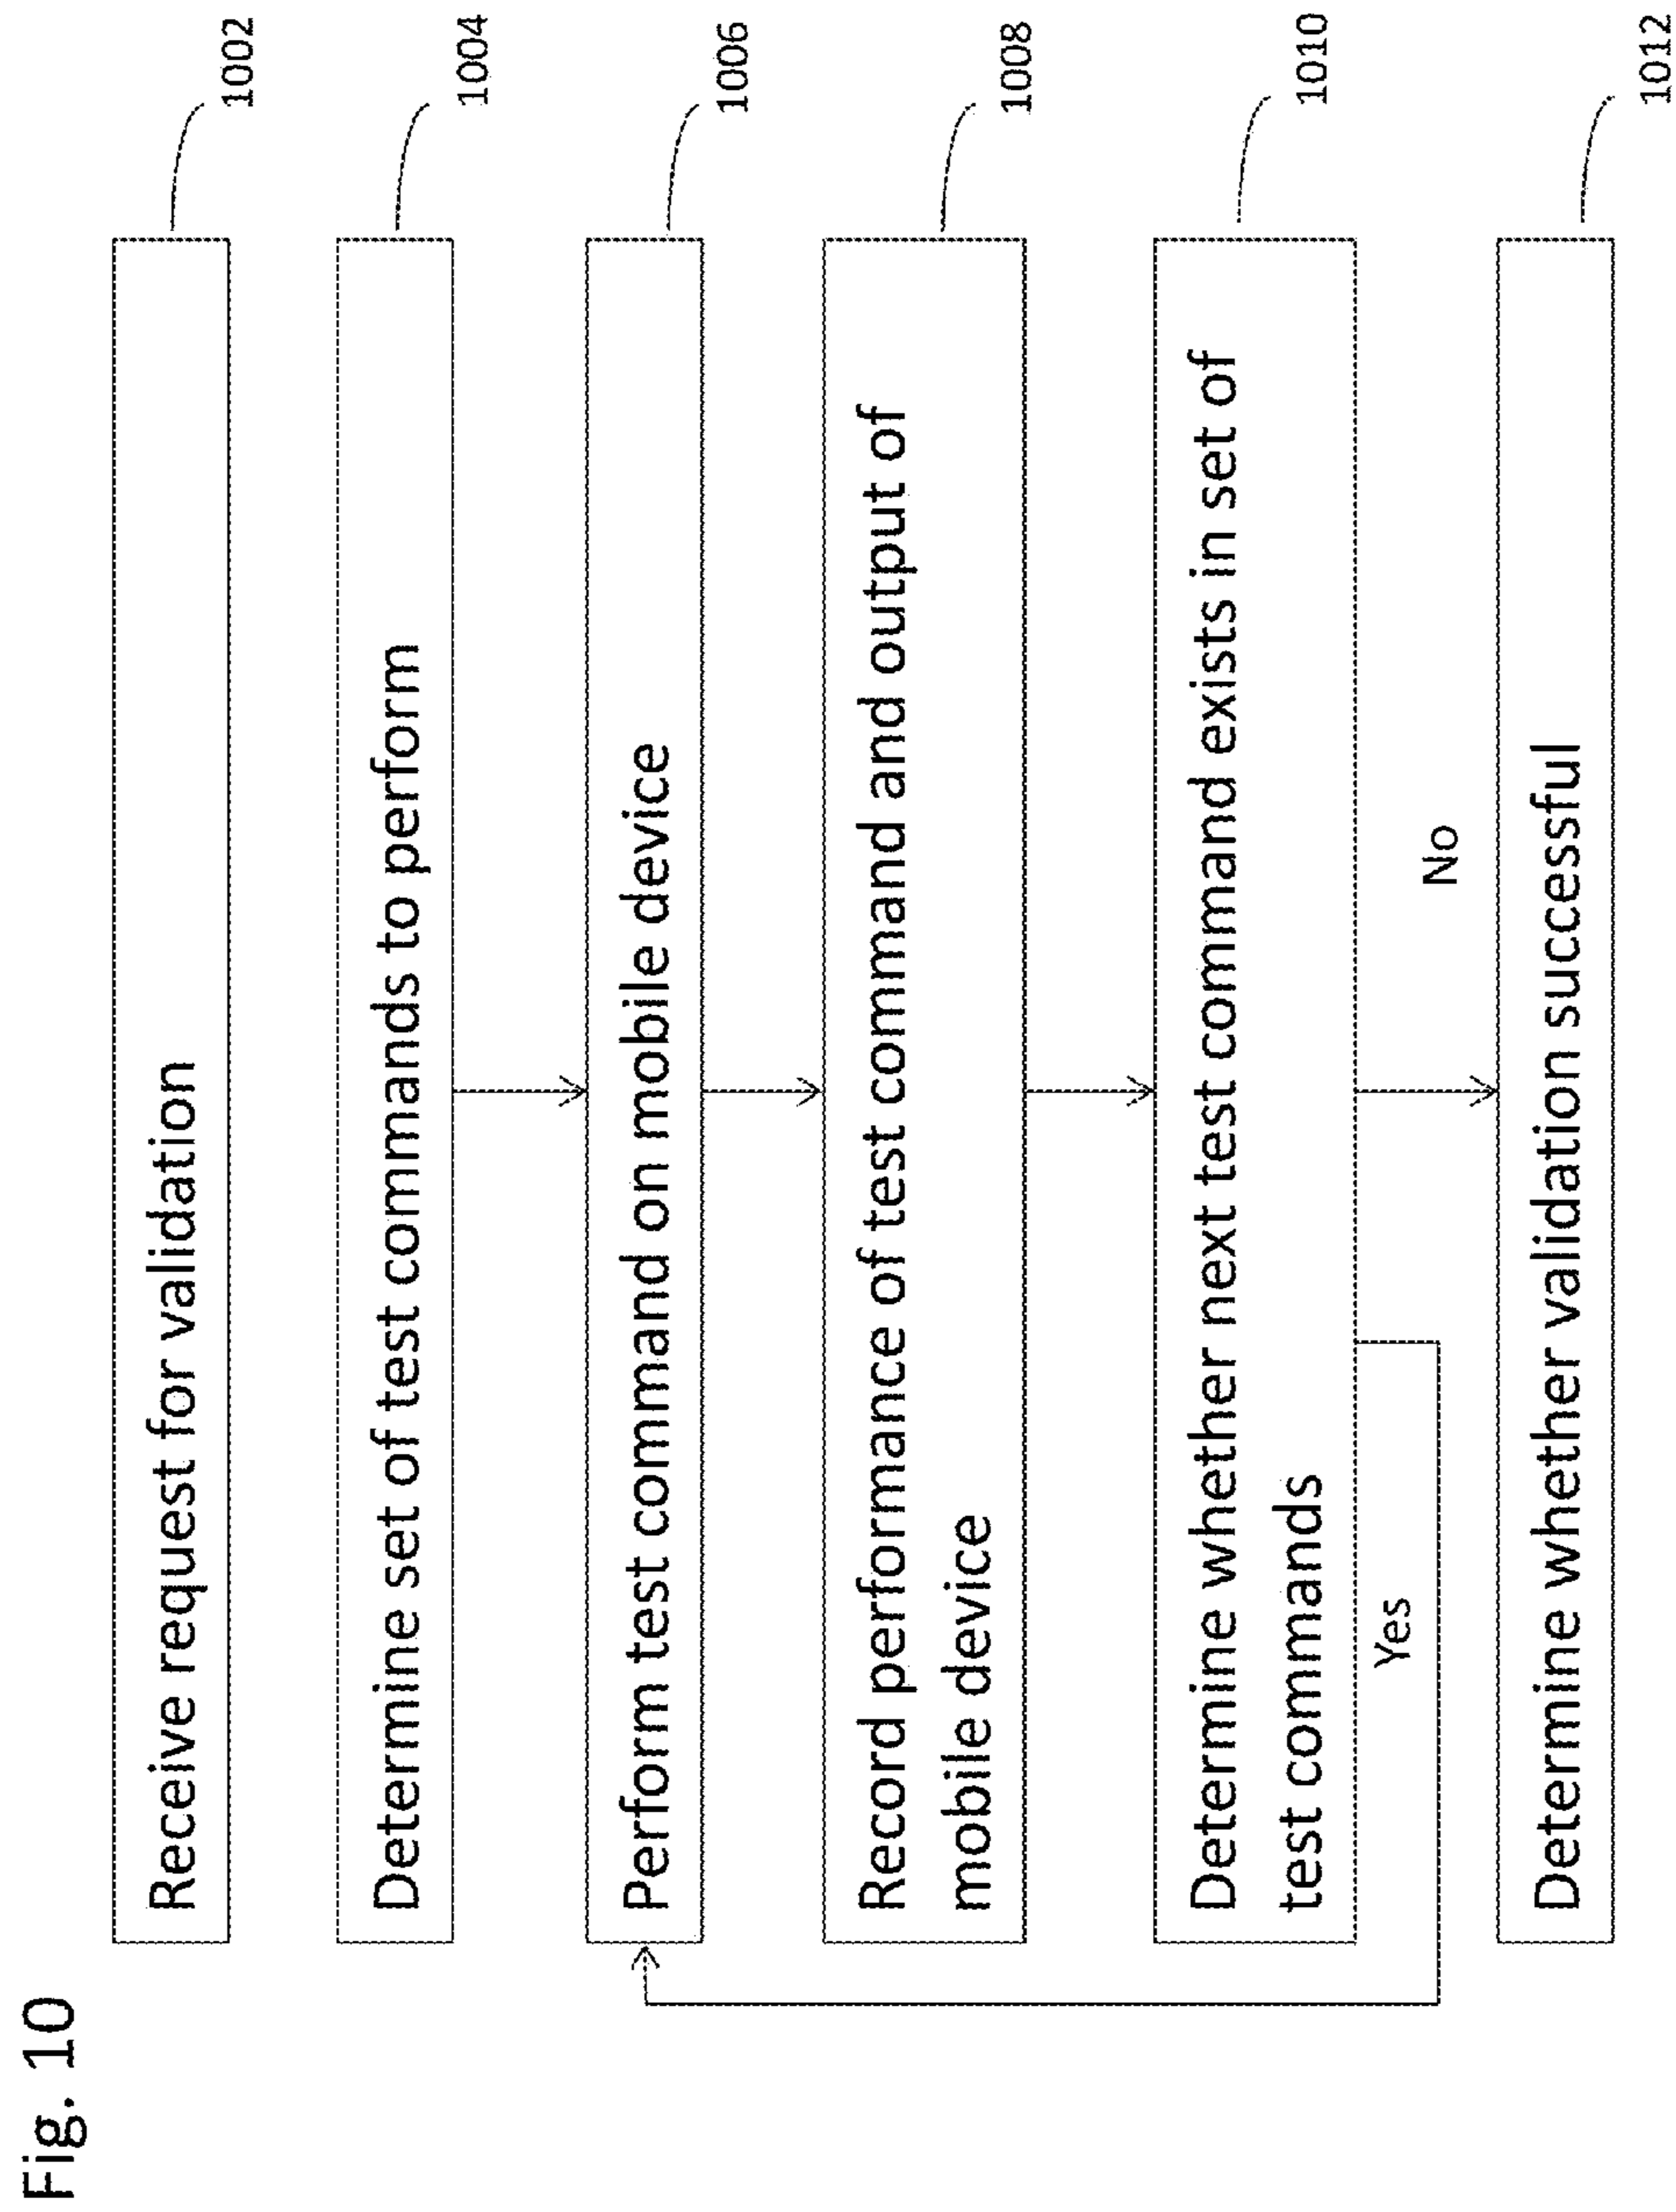 Fig. 10
Receive request for validation
1002
Determine set of test commands to perform
1004
Perform test command on mobile device
1006
Record performance of test command and output of
mobile device
1008
Determine whether next test command exists in set of
test commands
1010
Yes
No
Determine whether validation successful
1012